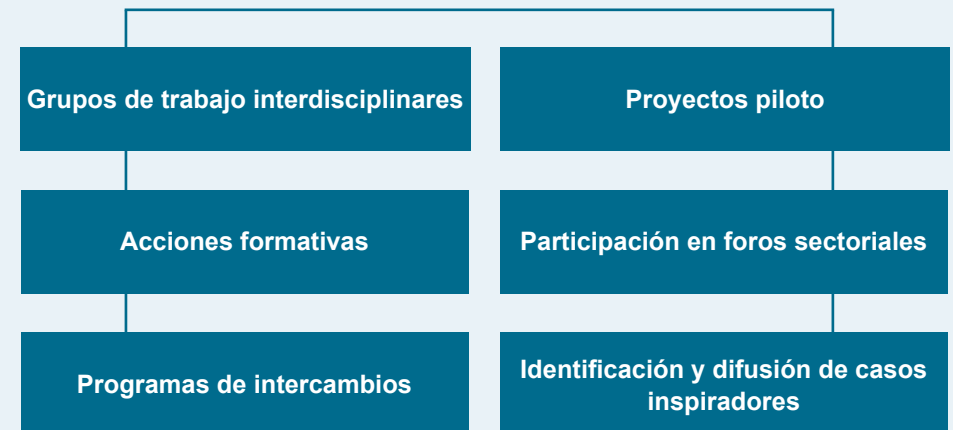 Grupos de trabajo interdisciplinares
Proyectos piloto
Acciones formativas
Participación en foros sectoriales
Programas de intercambios
Identificación y difusión de casos
inspiradores